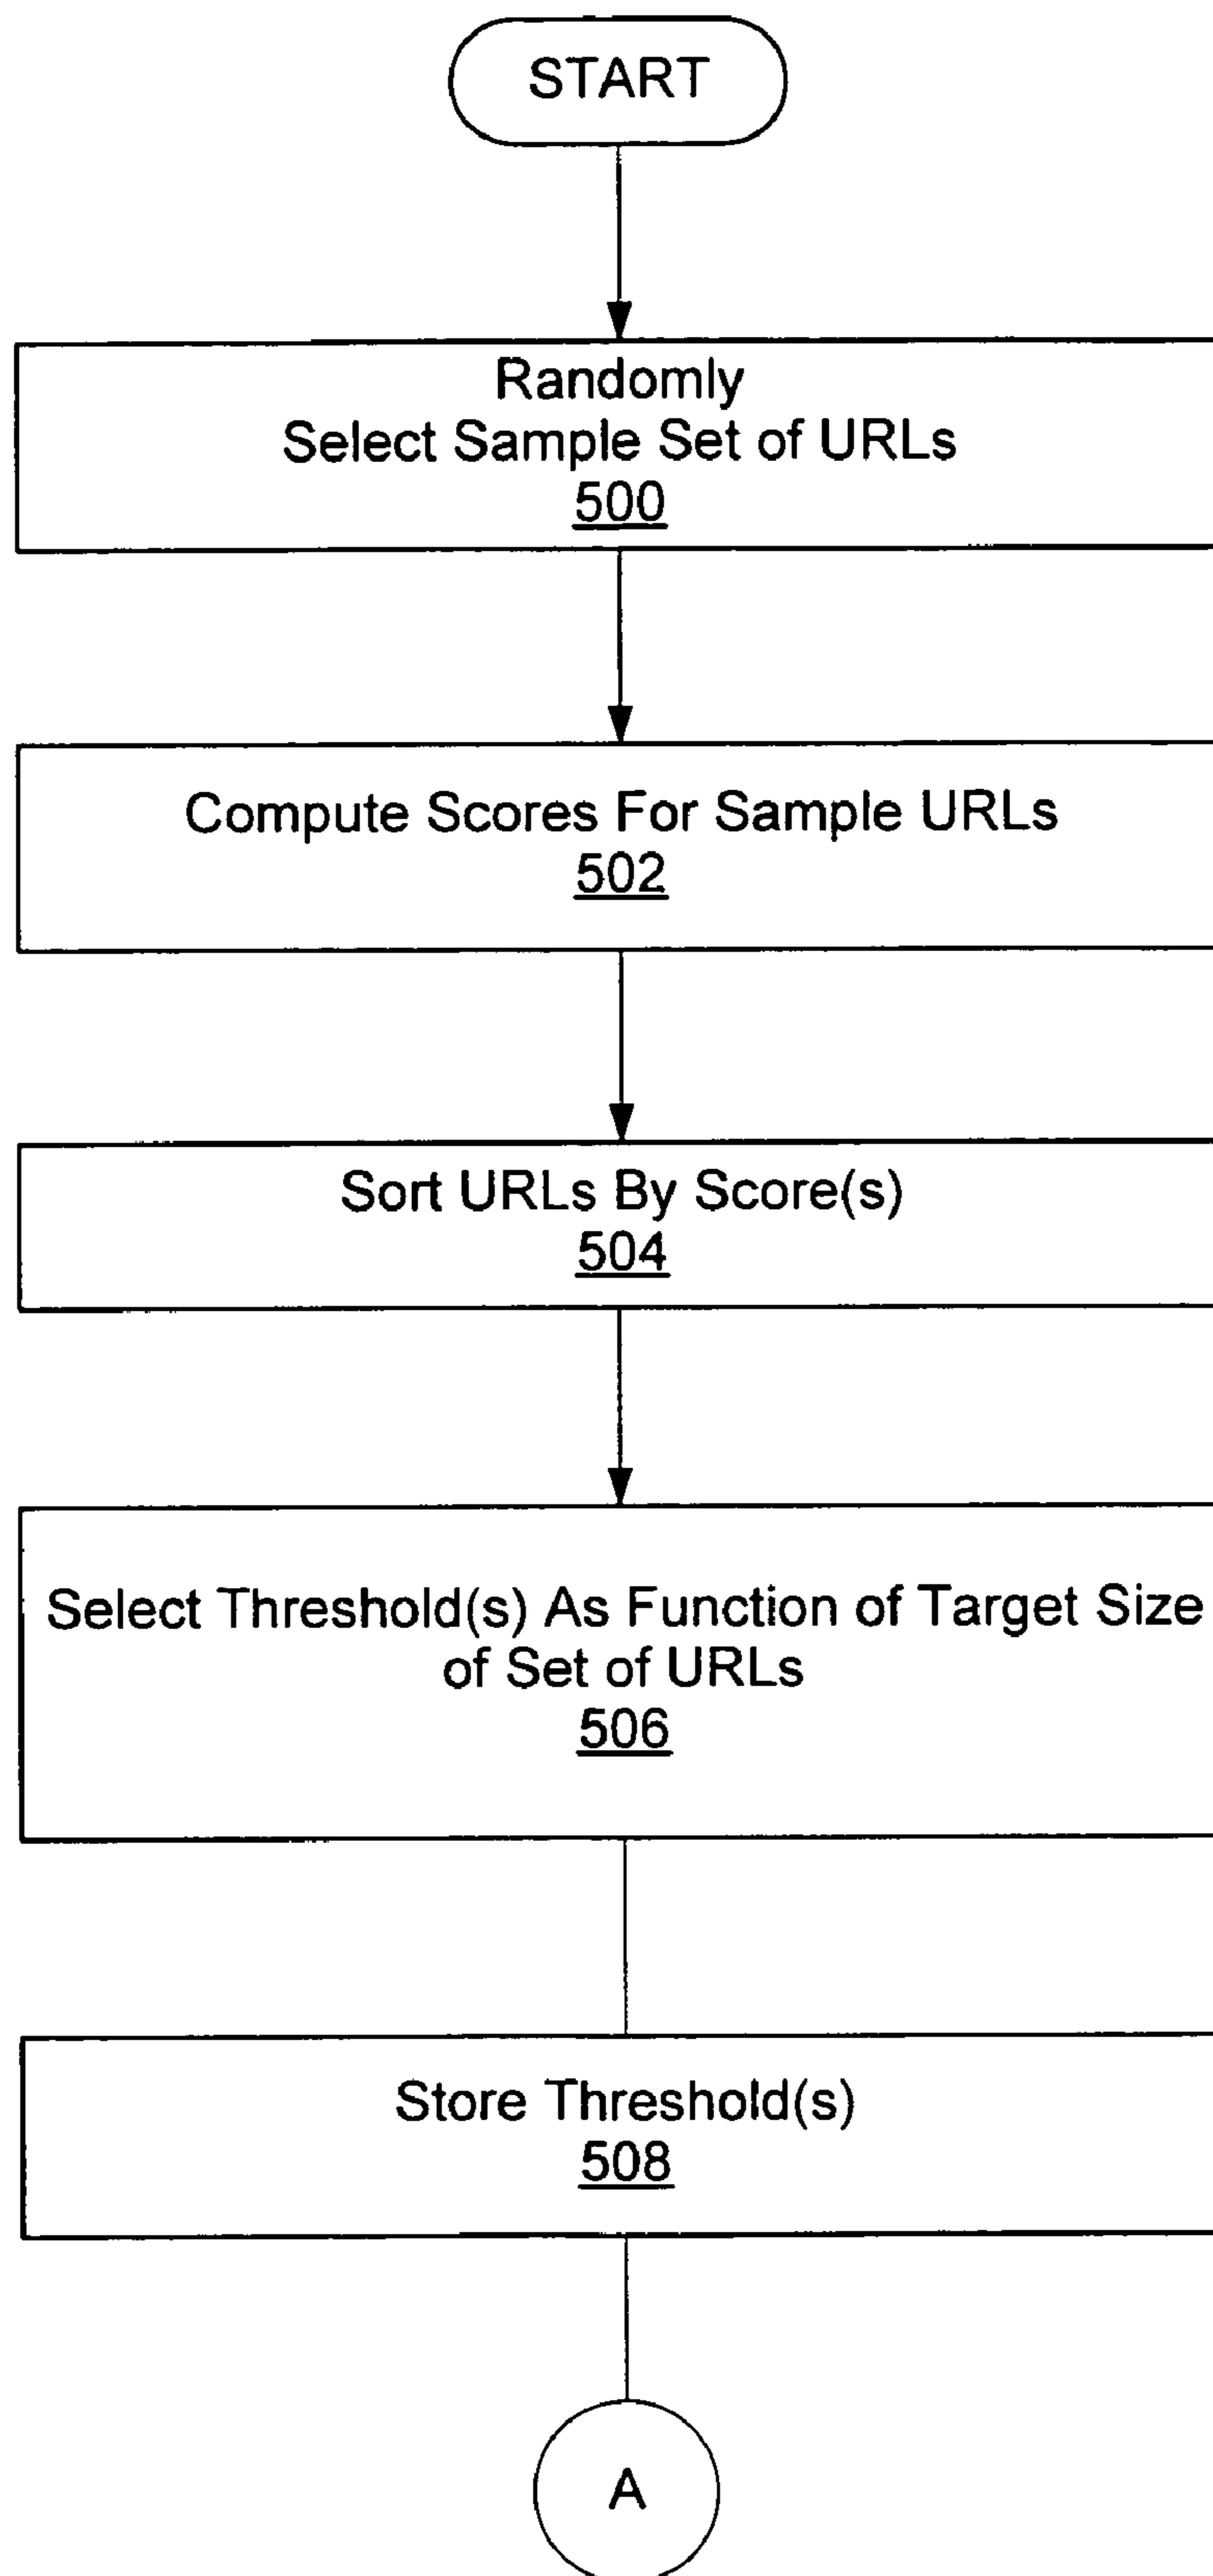 START
Randomly
Select Sample Set of URLs
500
Compute Scores For Sample URLs
502
Sort URLs By Score(s)
504
Select Threshold(s) As Function of Target Size
of Set of URLs
506
Store Threshold(s)
508
A